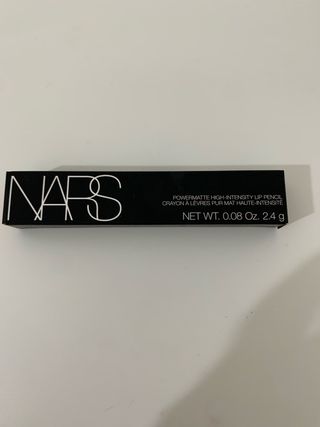 NARS
POWERMATTE HIGH-INTENSITY LIP PENCIL
CRAYON À LÈVRES PUR MAT HAUTE-INTENSITÉ
NET WT. 0.08 Oz. 2.4 g